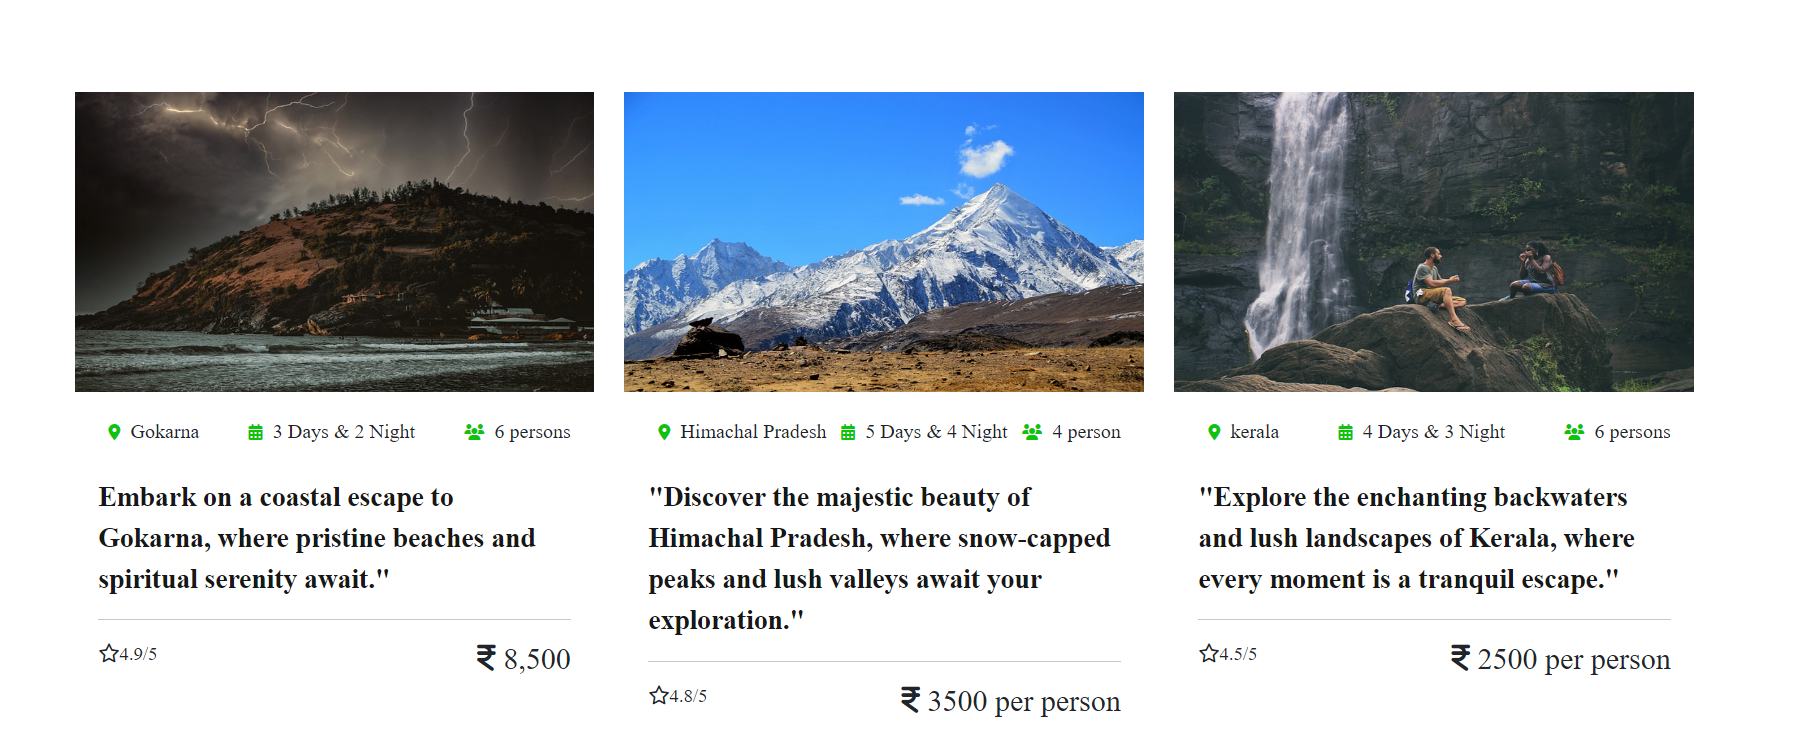 Gokarna 3 Days & 2 Night 6 persons
Embark on a coastal escape to
Gokarna, where pristine beaches and
spiritual serenity await."
4.9/5 ₹ 8,500
Himachal Pradesh 5 Days & 4 Night 4 person
"Discover the majestic beauty of
Himachal Pradesh, where snow-capped
peaks and lush valleys await your
exploration."
4.8/5 ₹ 3500 per person
kerala 4 Days & 3 Night 6 persons
"Explore the enchanting backwaters
and lush landscapes of Kerala, where
every moment is a tranquil escape."
4.5/5 ₹ 2500 per person